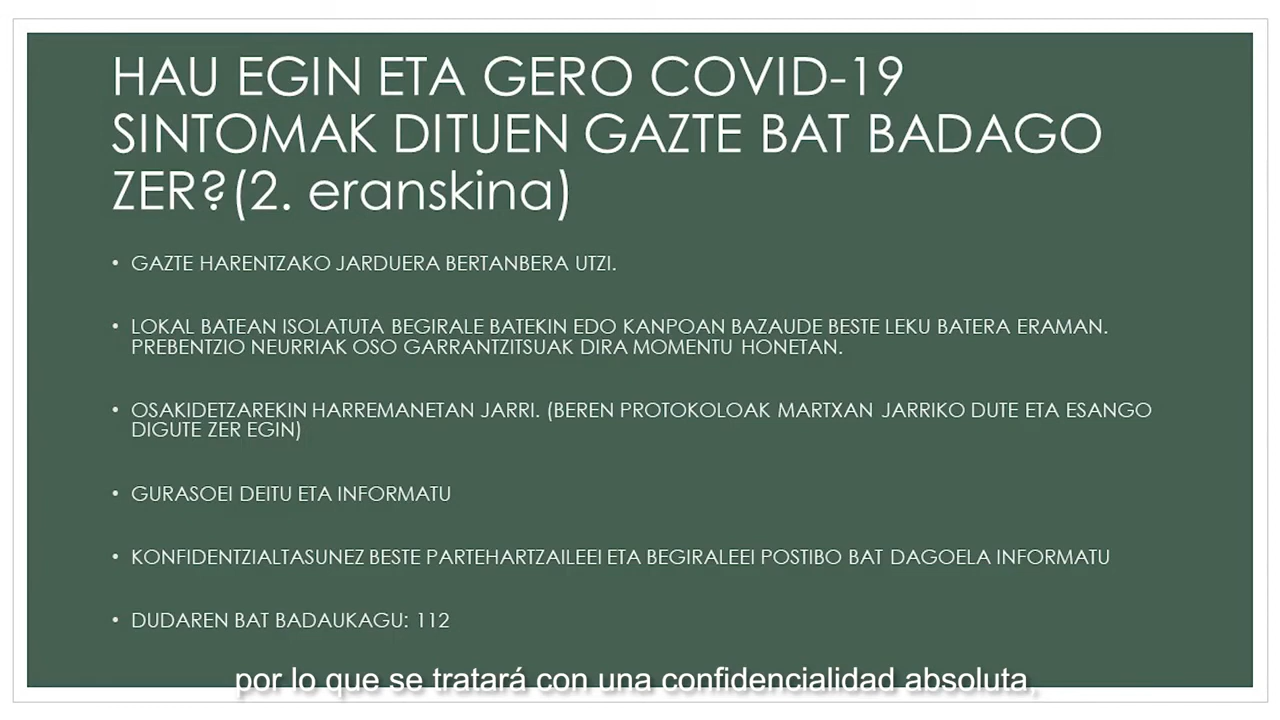 HAU EGIN ETA GERO COVID-19
SINTOMAK DITUEN GAZTE BAT BADAGO
ZER?(2. eranskina)
• GAZTE HARENTZAKO JARDUERA BERTANBERA UTZI.
• LOKAL BATEAN ISOLATUTA BEGIRALE BATEKIN EDO KANPOAN BAZAUDE BESTE LEKU BATERA ERAMAN.
PREBENTZIO NEURRIAK OSO GARRANTZITSUAK DIRA MOMENTU HONETAN.
• OSAKIDETZAREKIN HARREMANETAN JARRI. (BEREN PROTOKOLOAK MARTXAN JARRIKO DUTE ETA ESANGO
DIGUTE ZER EGIN)
• GURASOEI DEITU ETA INFORMATU
• KONFIDENTZIALTASUNEZ BESTE PARTEHARTZAILEEI ETA BEGIRALEEI POSTIBO BAT DAGOELA INFORMATU
• DUDAREN BAT BADAUKAGU: 112
por lo que se tratará con una confidencialidad absoluta,